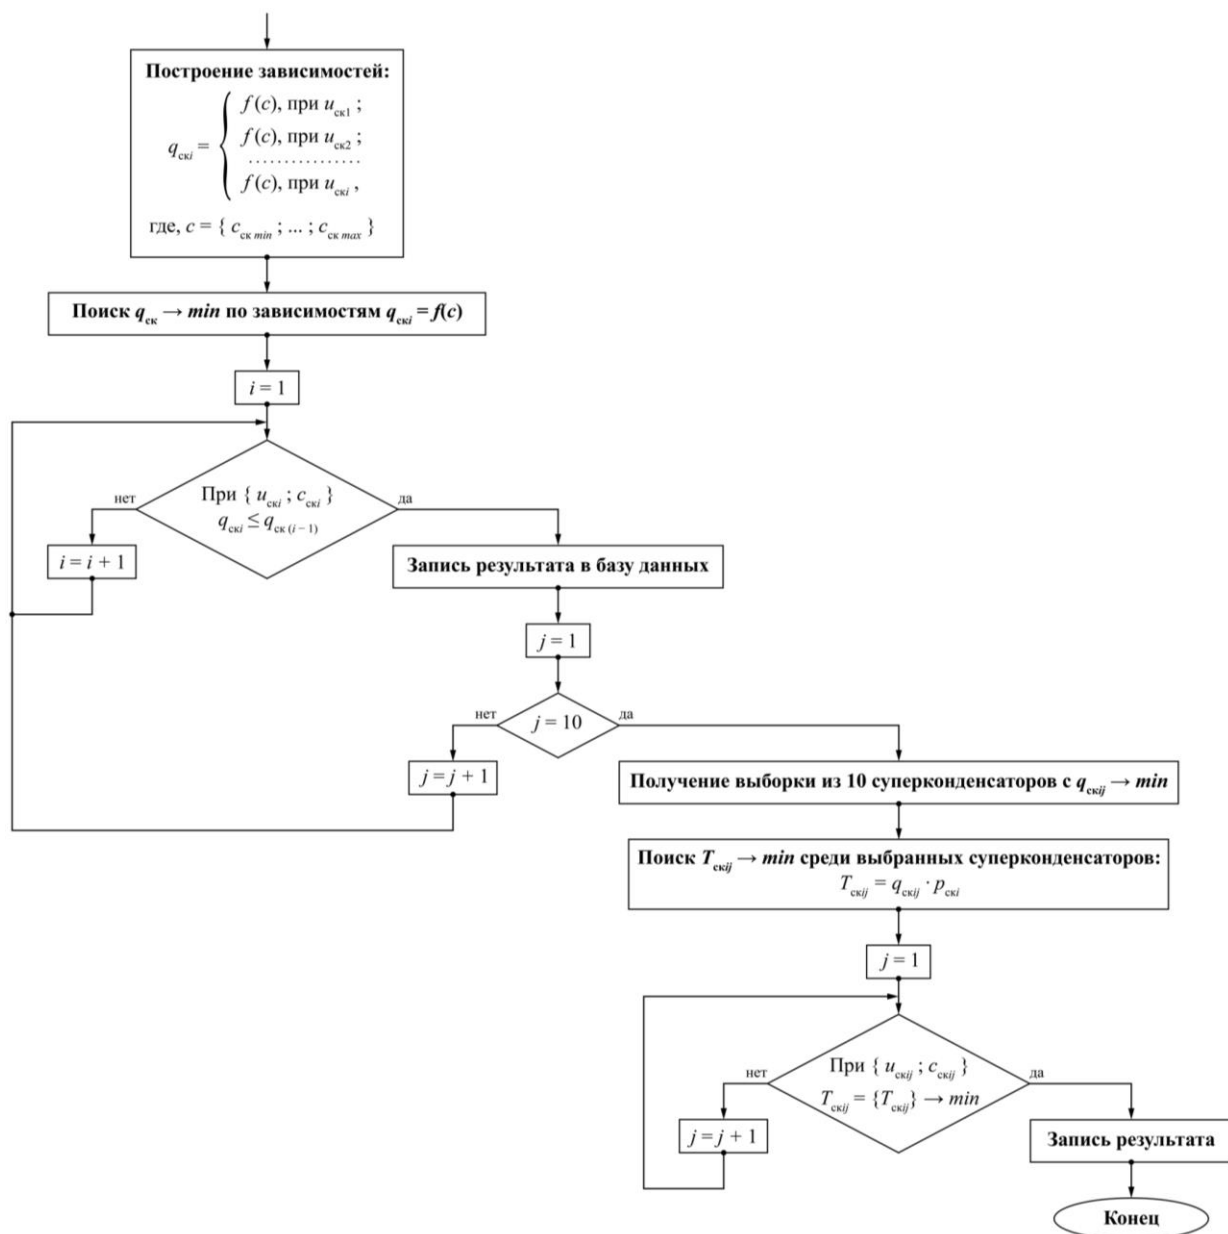 Построение зависимостей:
q_скi = { f(c), при u_ск1 ;
f(c), при u_ск2 ;
................
f(c), при u_скi ,
где, c = { c_ск min ; ... ; c_ск max }
Поиск q_ск → min по зависимостям q_скi = f(c)
i = 1
При { u_скi ; c_скi }
q_скi ≤ q_ск (i – 1)
нет
да
i = i + 1
Запись результата в базу данных
j = 1
j = 10
нет
да
j = j + 1
Получение выборки из 10 суперконденсаторов с q_скij → min
Поиск T_скij → min среди выбранных суперконденсаторов:
T_скij = q_скij · p_скi
j = 1
При { u_скij ; c_скij }
T_скij = {T_скij} → min
нет
да
j = j + 1
Запись результата
Конец